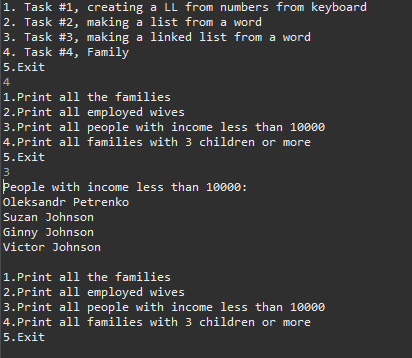 1. Task #1, creating a LL from numbers from keyboard
2. Task #2, making a list from a word
3. Task #3, making a linked list from a word
4. Task #4, Family
5.Exit
4
1.Print all the families
2.Print all employed wives
3.Print all people with income less than 10000
4.Print all families with 3 children or more
5.Exit
3
People with income less than 10000:
Oleksandr Petrenko
Suzan Johnson
Ginny Johnson
Victor Johnson
1.Print all the families
2.Print all employed wives
3.Print all people with income less than 10000
4.Print all families with 3 children or more
5.Exit